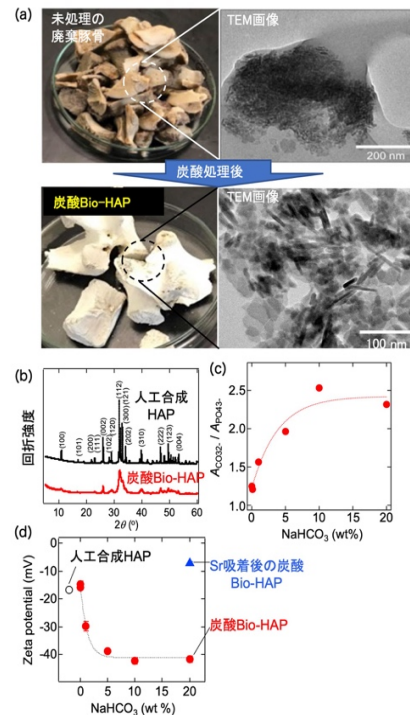 (a)
未処理の
廃棄豚骨
TEM画像
200 nm
炭酸処理後
炭酸Bio-HAP
TEM画像
100 nm
(b)
回折強度
(100)
(101)
(200)
(111)
(002)
(102)
(120)
(112)
(300)
(121)
(202)
(310)
(222)
(123)
(004)
人工合成
HAP
炭酸Bio-HAP
0 10 20 30 40 50 60
2θ (°)
(c)
ACO32- / APO43-
2.5
2.0
1.5
1.0
0 5 10 15 20
NaHCO3 (wt%)
(d)
Zeta potential (mV)
0
-20
-40
-60
人工合成HAP
Sr吸着後の炭酸
Bio-HAP
炭酸Bio-HAP
0 5 10 15 20
NaHCO3 (wt %)